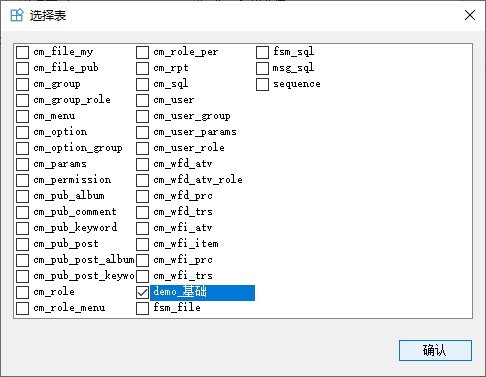 选择表
cm_file_my
cm_file_pub
cm_group
cm_group_role
cm_menu
cm_option
cm_option_group
cm_params
cm_permission
cm_pub_album
cm_pub_comment
cm_pub_keyword
cm_pub_post
cm_pub_post_album
cm_pub_post_keywo
cm_role
cm_role_menu
cm_role_per
cm_rpt
cm_sql
cm_user
cm_user_group
cm_user_params
cm_user_role
cm_wfd_atv
cm_wfd_atv_role
cm_wfd_prc
cm_wfd_trs
cm_wfi_atv
cm_wfi_item
cm_wfi_prc
cm_wfi_trs
demo_基础
fsm_file
fsm_sql
msg_sql
sequence
确认